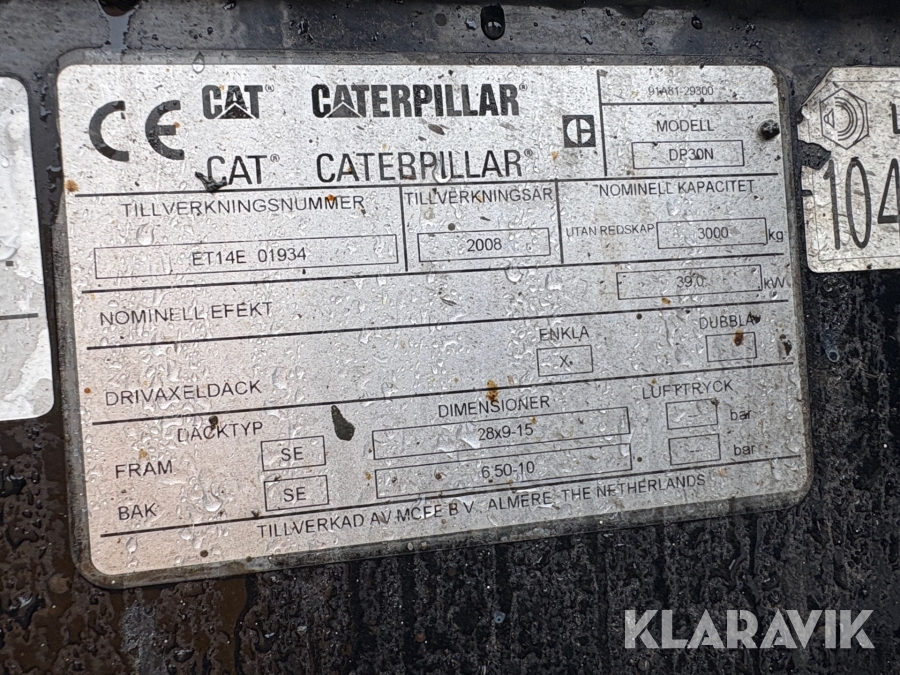 CAT® CATERPILLAR®
CAT® CATERPILLAR®
CE
91A81-29300
MODELL
DP30N
TILLVERKNINGSNUMMER
ET14E 01934
TILLVERKNINGSÅR
2008
NOMINELL KAPACITET
UTAN REDSKAP 3000 kg
NOMINELL EFEKT 39.0 kW
ENKLA DUBBLA
DRIVAXELDÄCK X
DÄCKTYP DIMENSIONER LUFTTRYCK
FRAM SE 28x9-15 --- bar
BAK SE 6.50-10 --- bar
TILLVERKAD AV MCFE B.V. ALMERE, THE NETHERLANDS
104
KLARAVIK